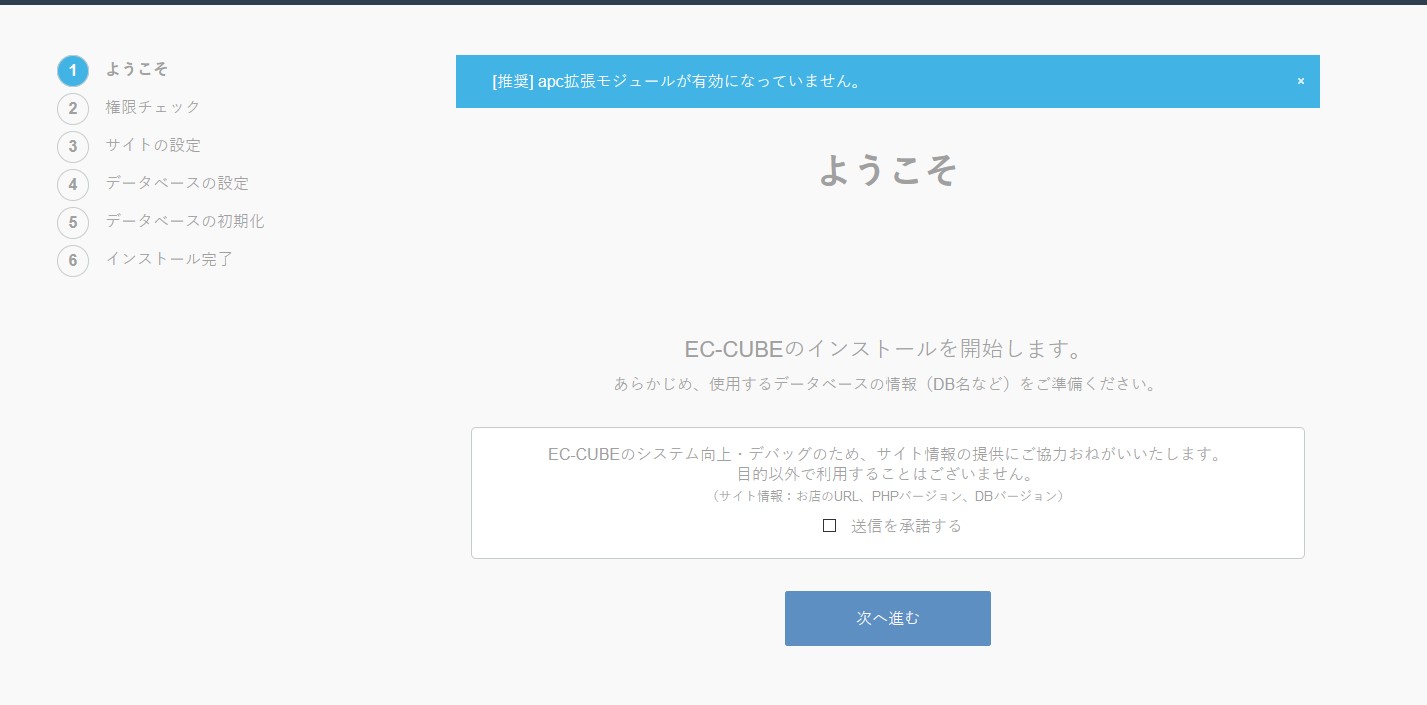 1 ようこそ
2 権限チェック
3 サイトの設定
4 データベースの設定
5 データベースの初期化
6 インストール完了
[推奨] apc拡張モジュールが有効になっていません。 ×
ようこそ
EC-CUBEのインストールを開始します。
あらかじめ、使用するデータベースの情報（DB名など）をご準備ください。
EC-CUBEのシステム向上・デバッグのため、サイト情報の提供にご協力おねがいいたします。
目的以外で利用することはございません。
（サイト情報：お店のURL、PHPバージョン、DBバージョン）
送信を承諾する
次へ進む